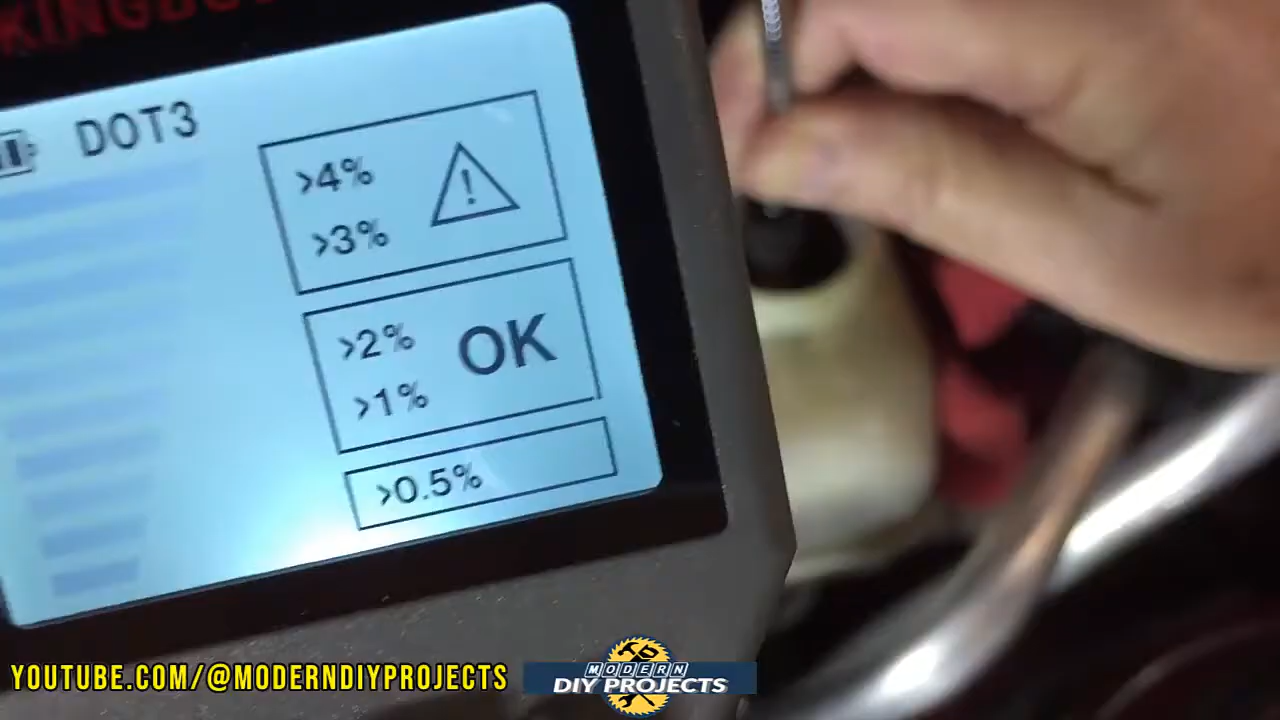 DOT3
>4%
>3%
!
>2%
>1%
OK
>0.5%
YOUTUBE.COM/@MODERNDIYPROJECTS
MODERN
DIY PROJECTS